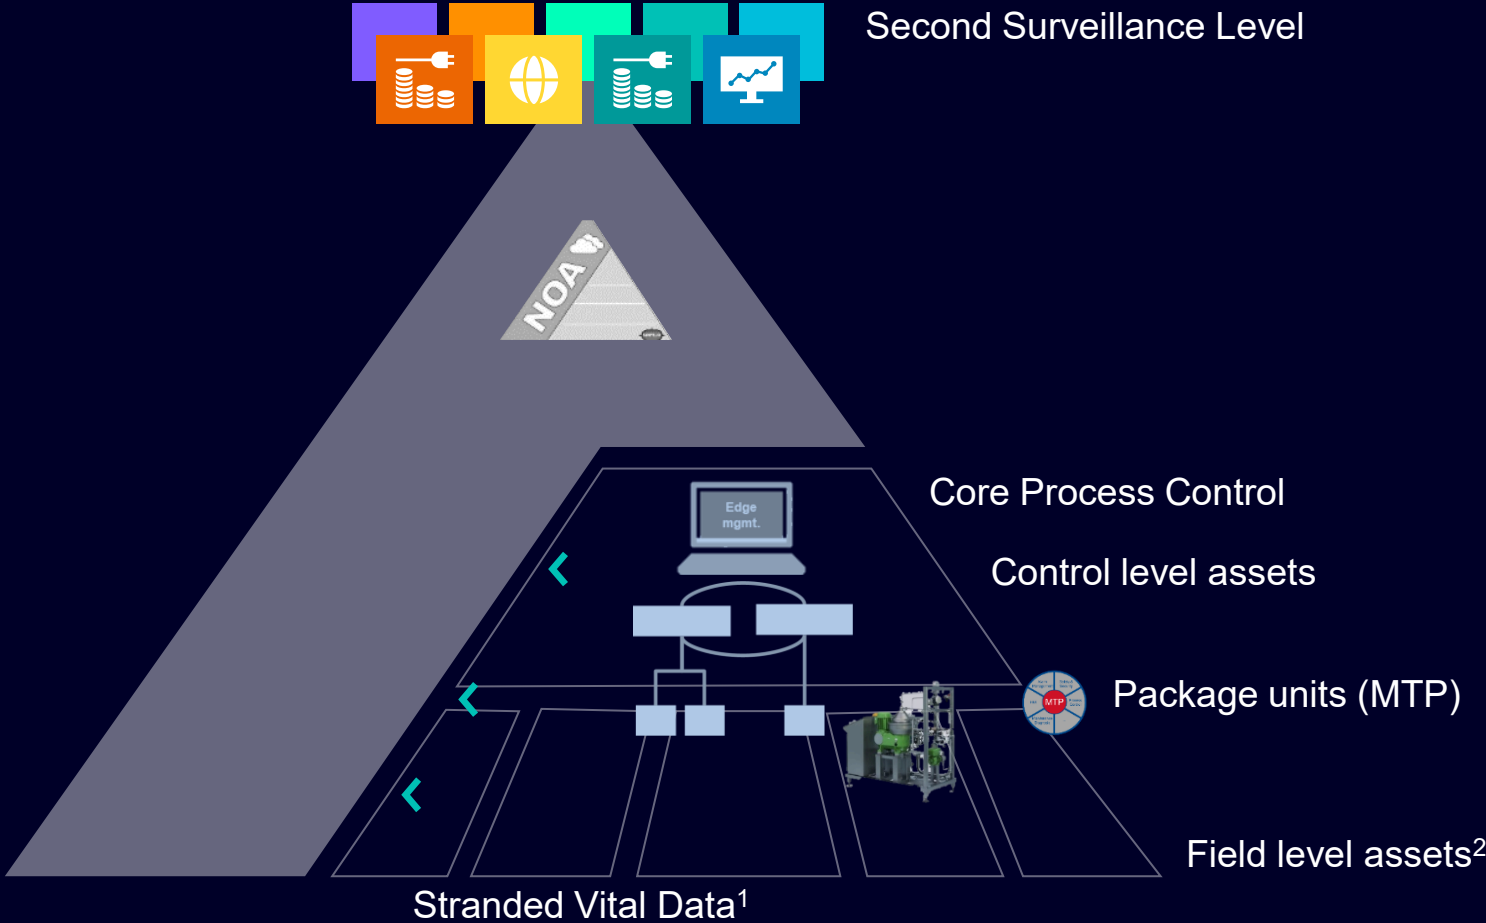 Second Surveillance Level
NOA
Core Process Control
Edge
mgmt.
Control level assets
Package units (MTP)
MTP
Field level assets²
Stranded Vital Data¹